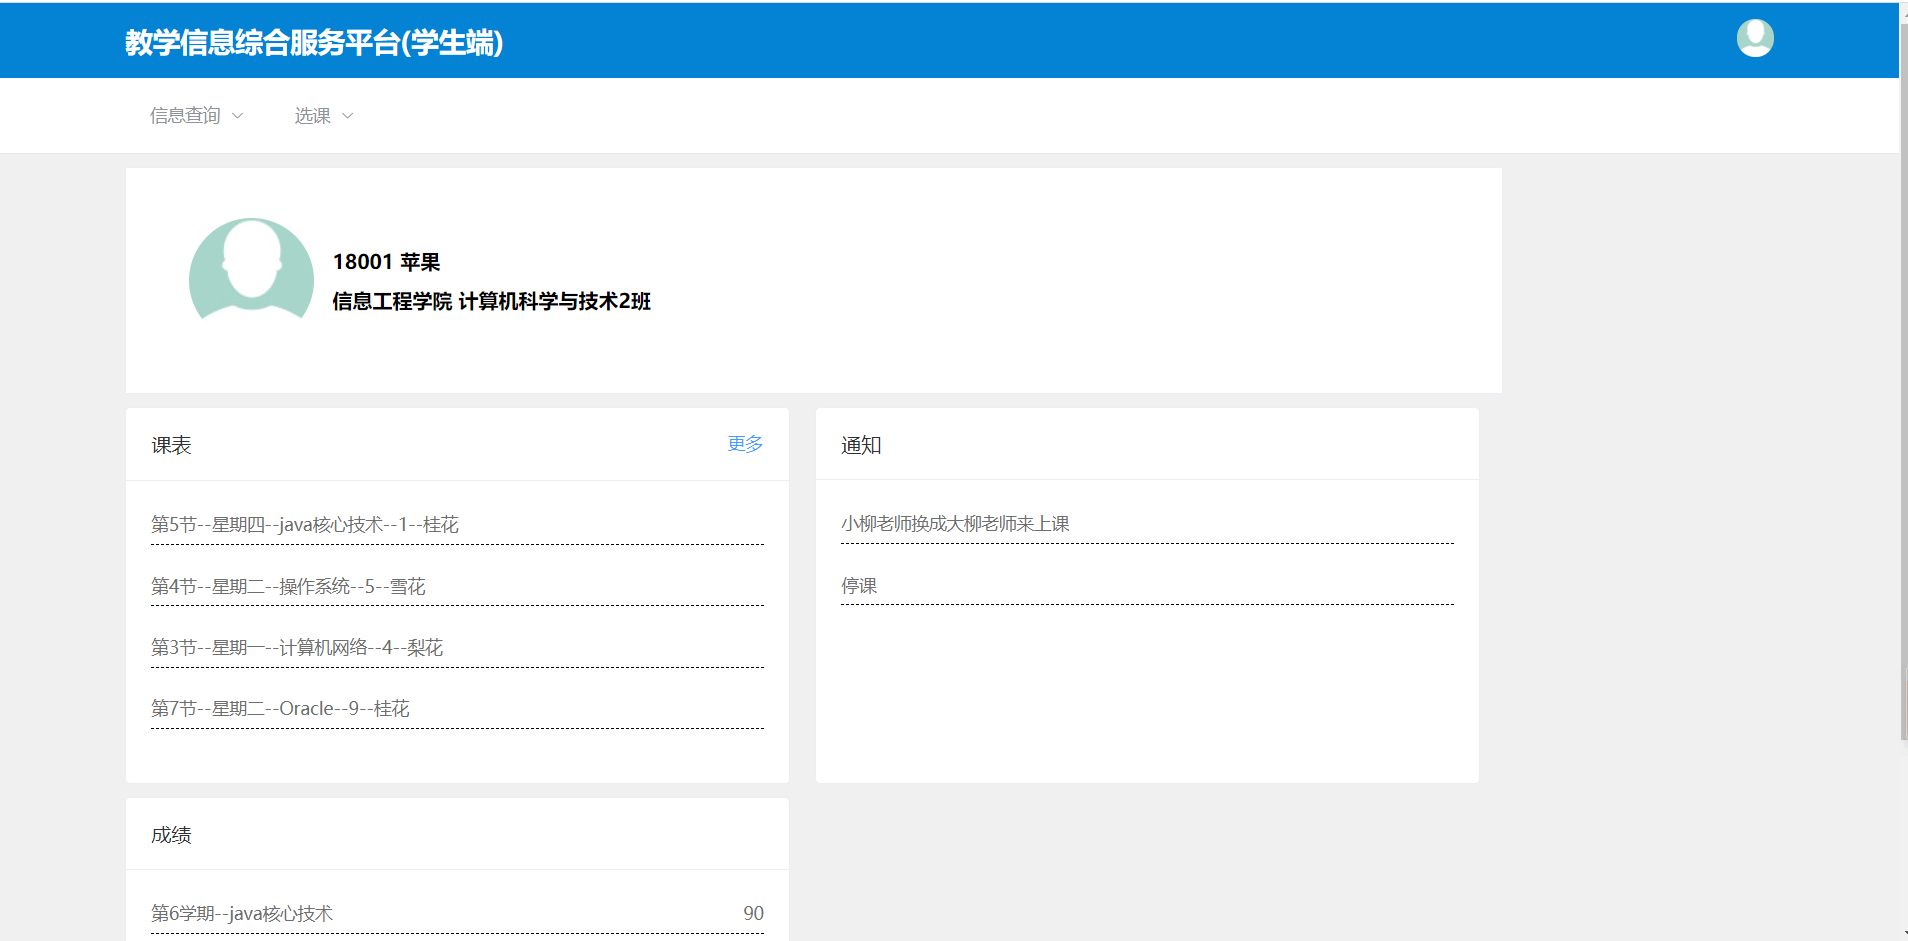 教学信息综合服务平台(学生端)
信息查询
选课
18001 苹果
信息工程学院 计算机科学与技术2班
课表
更多
第5节--星期四--java核心技术--1--桂花
第4节--星期二--操作系统--5--雪花
第3节--星期一--计算机网络--4--梨花
第7节--星期二--Oracle--9--桂花
通知
小柳老师换成大柳老师来上课
停课
成绩
第6学期--java核心技术 90